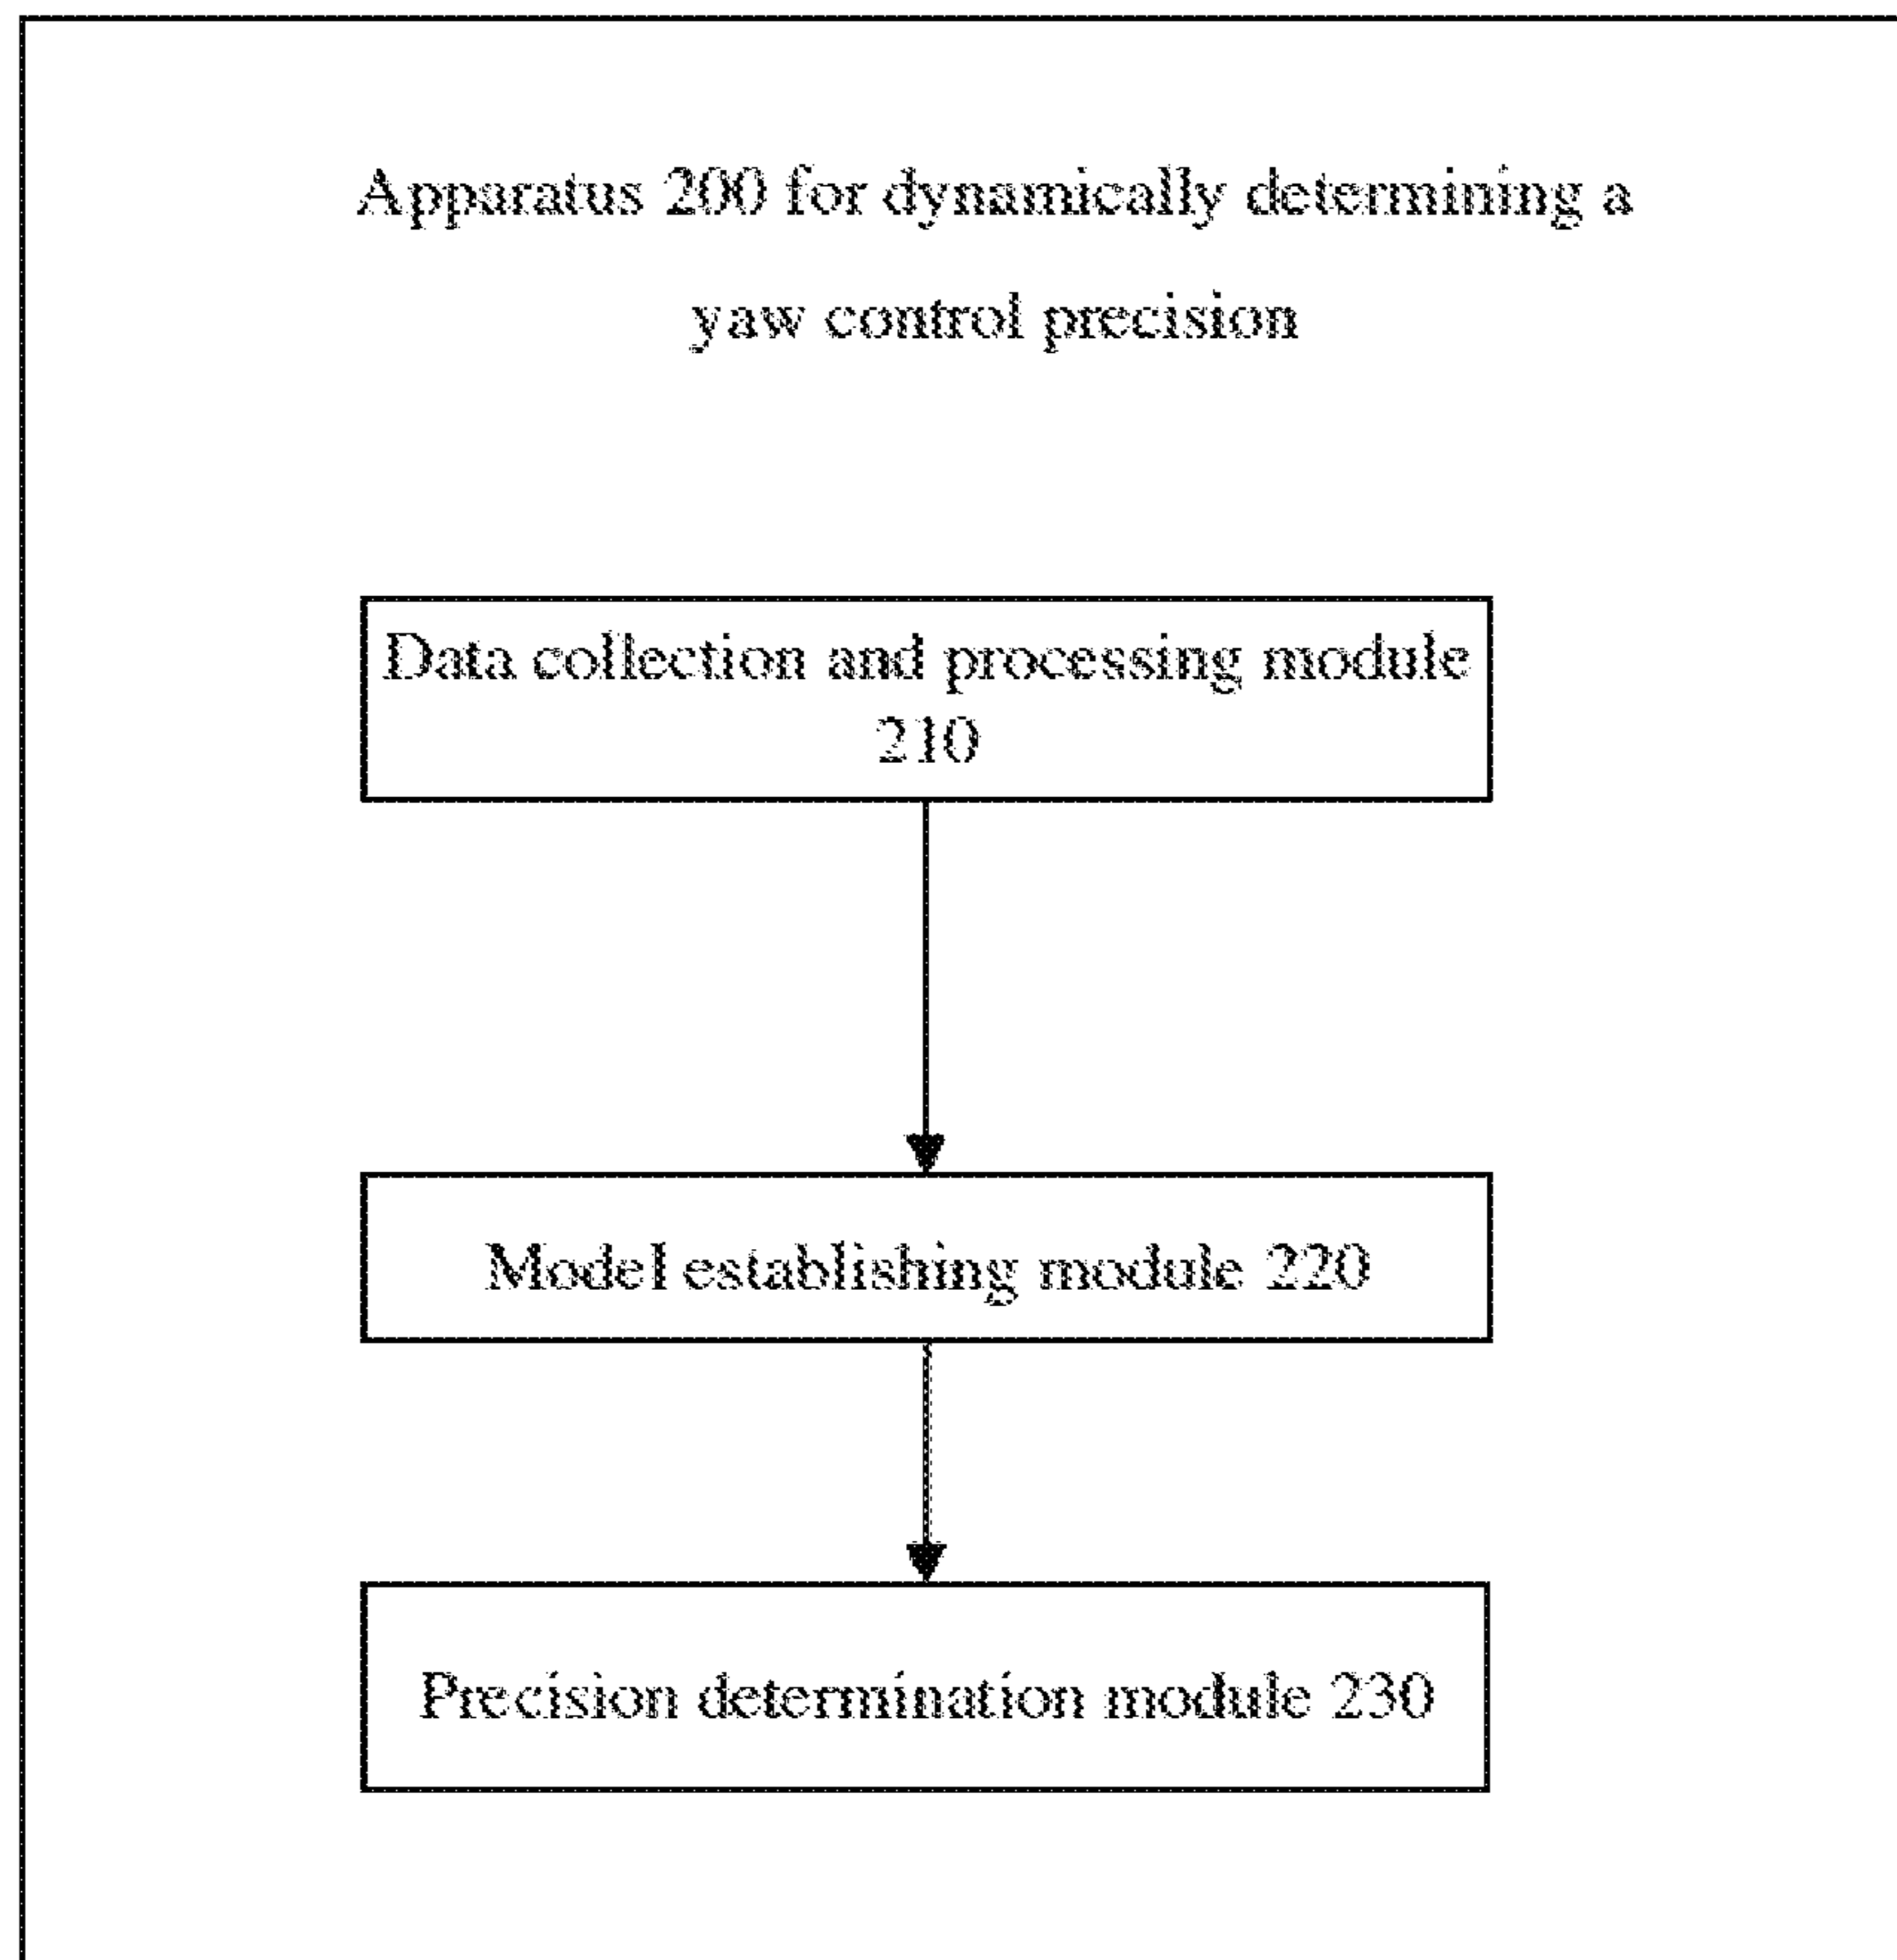 Apparatus 200 for dynamically determining a
yaw control precision
Data collection and processing module
210
Model establishing module 220
Precision determination module 230